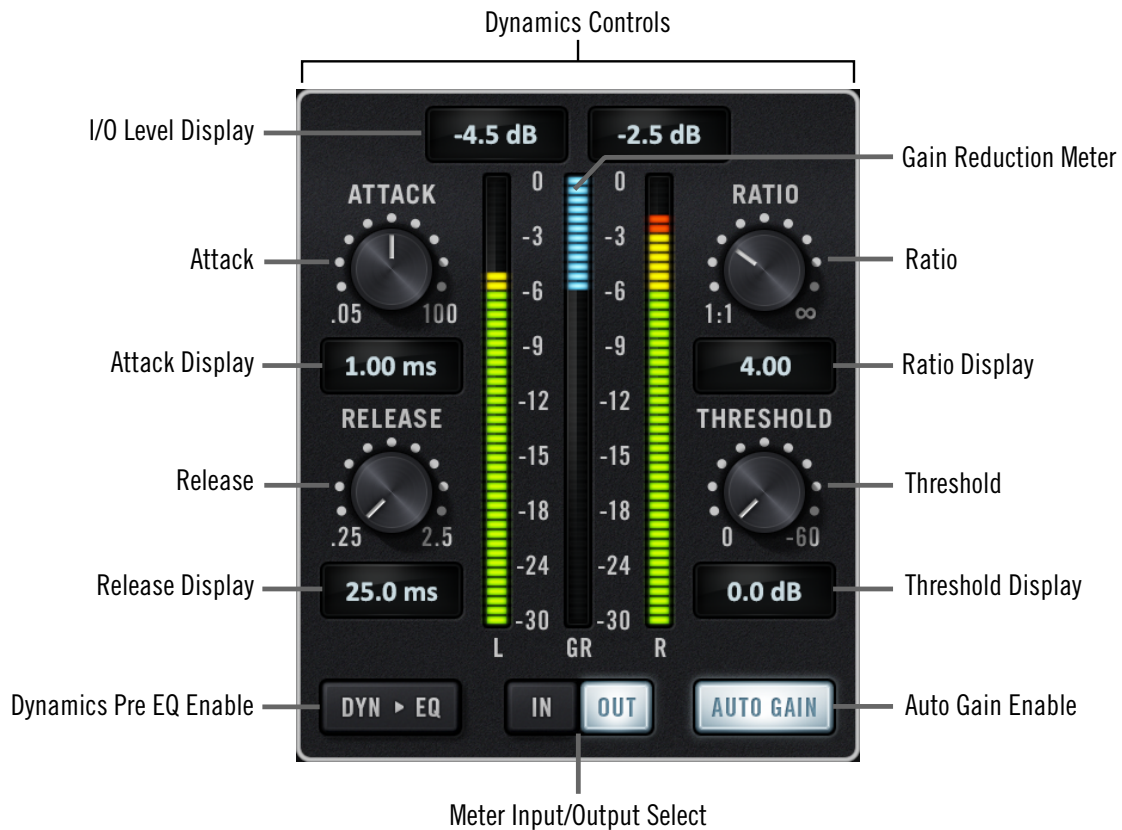 Dynamics Controls
I/O Level Display
-4.5 dB
-2.5 dB
Gain Reduction Meter
ATTACK
0
0
RATIO
-3
-3
Attack
Ratio
-6
-6
.05
100
1:1
∞
-9
-9
Attack Display
1.00 ms
4.00
Ratio Display
-12
-12
RELEASE
THRESHOLD
-15
-15
Release
Threshold
-18
-18
.25
2.5
0
-60
-24
-24
Release Display
25.0 ms
0.0 dB
Threshold Display
-30
-30
L
GR
R
Dynamics Pre EQ Enable
DYN ▸ EQ
IN
OUT
AUTO GAIN
Auto Gain Enable
Meter Input/Output Select